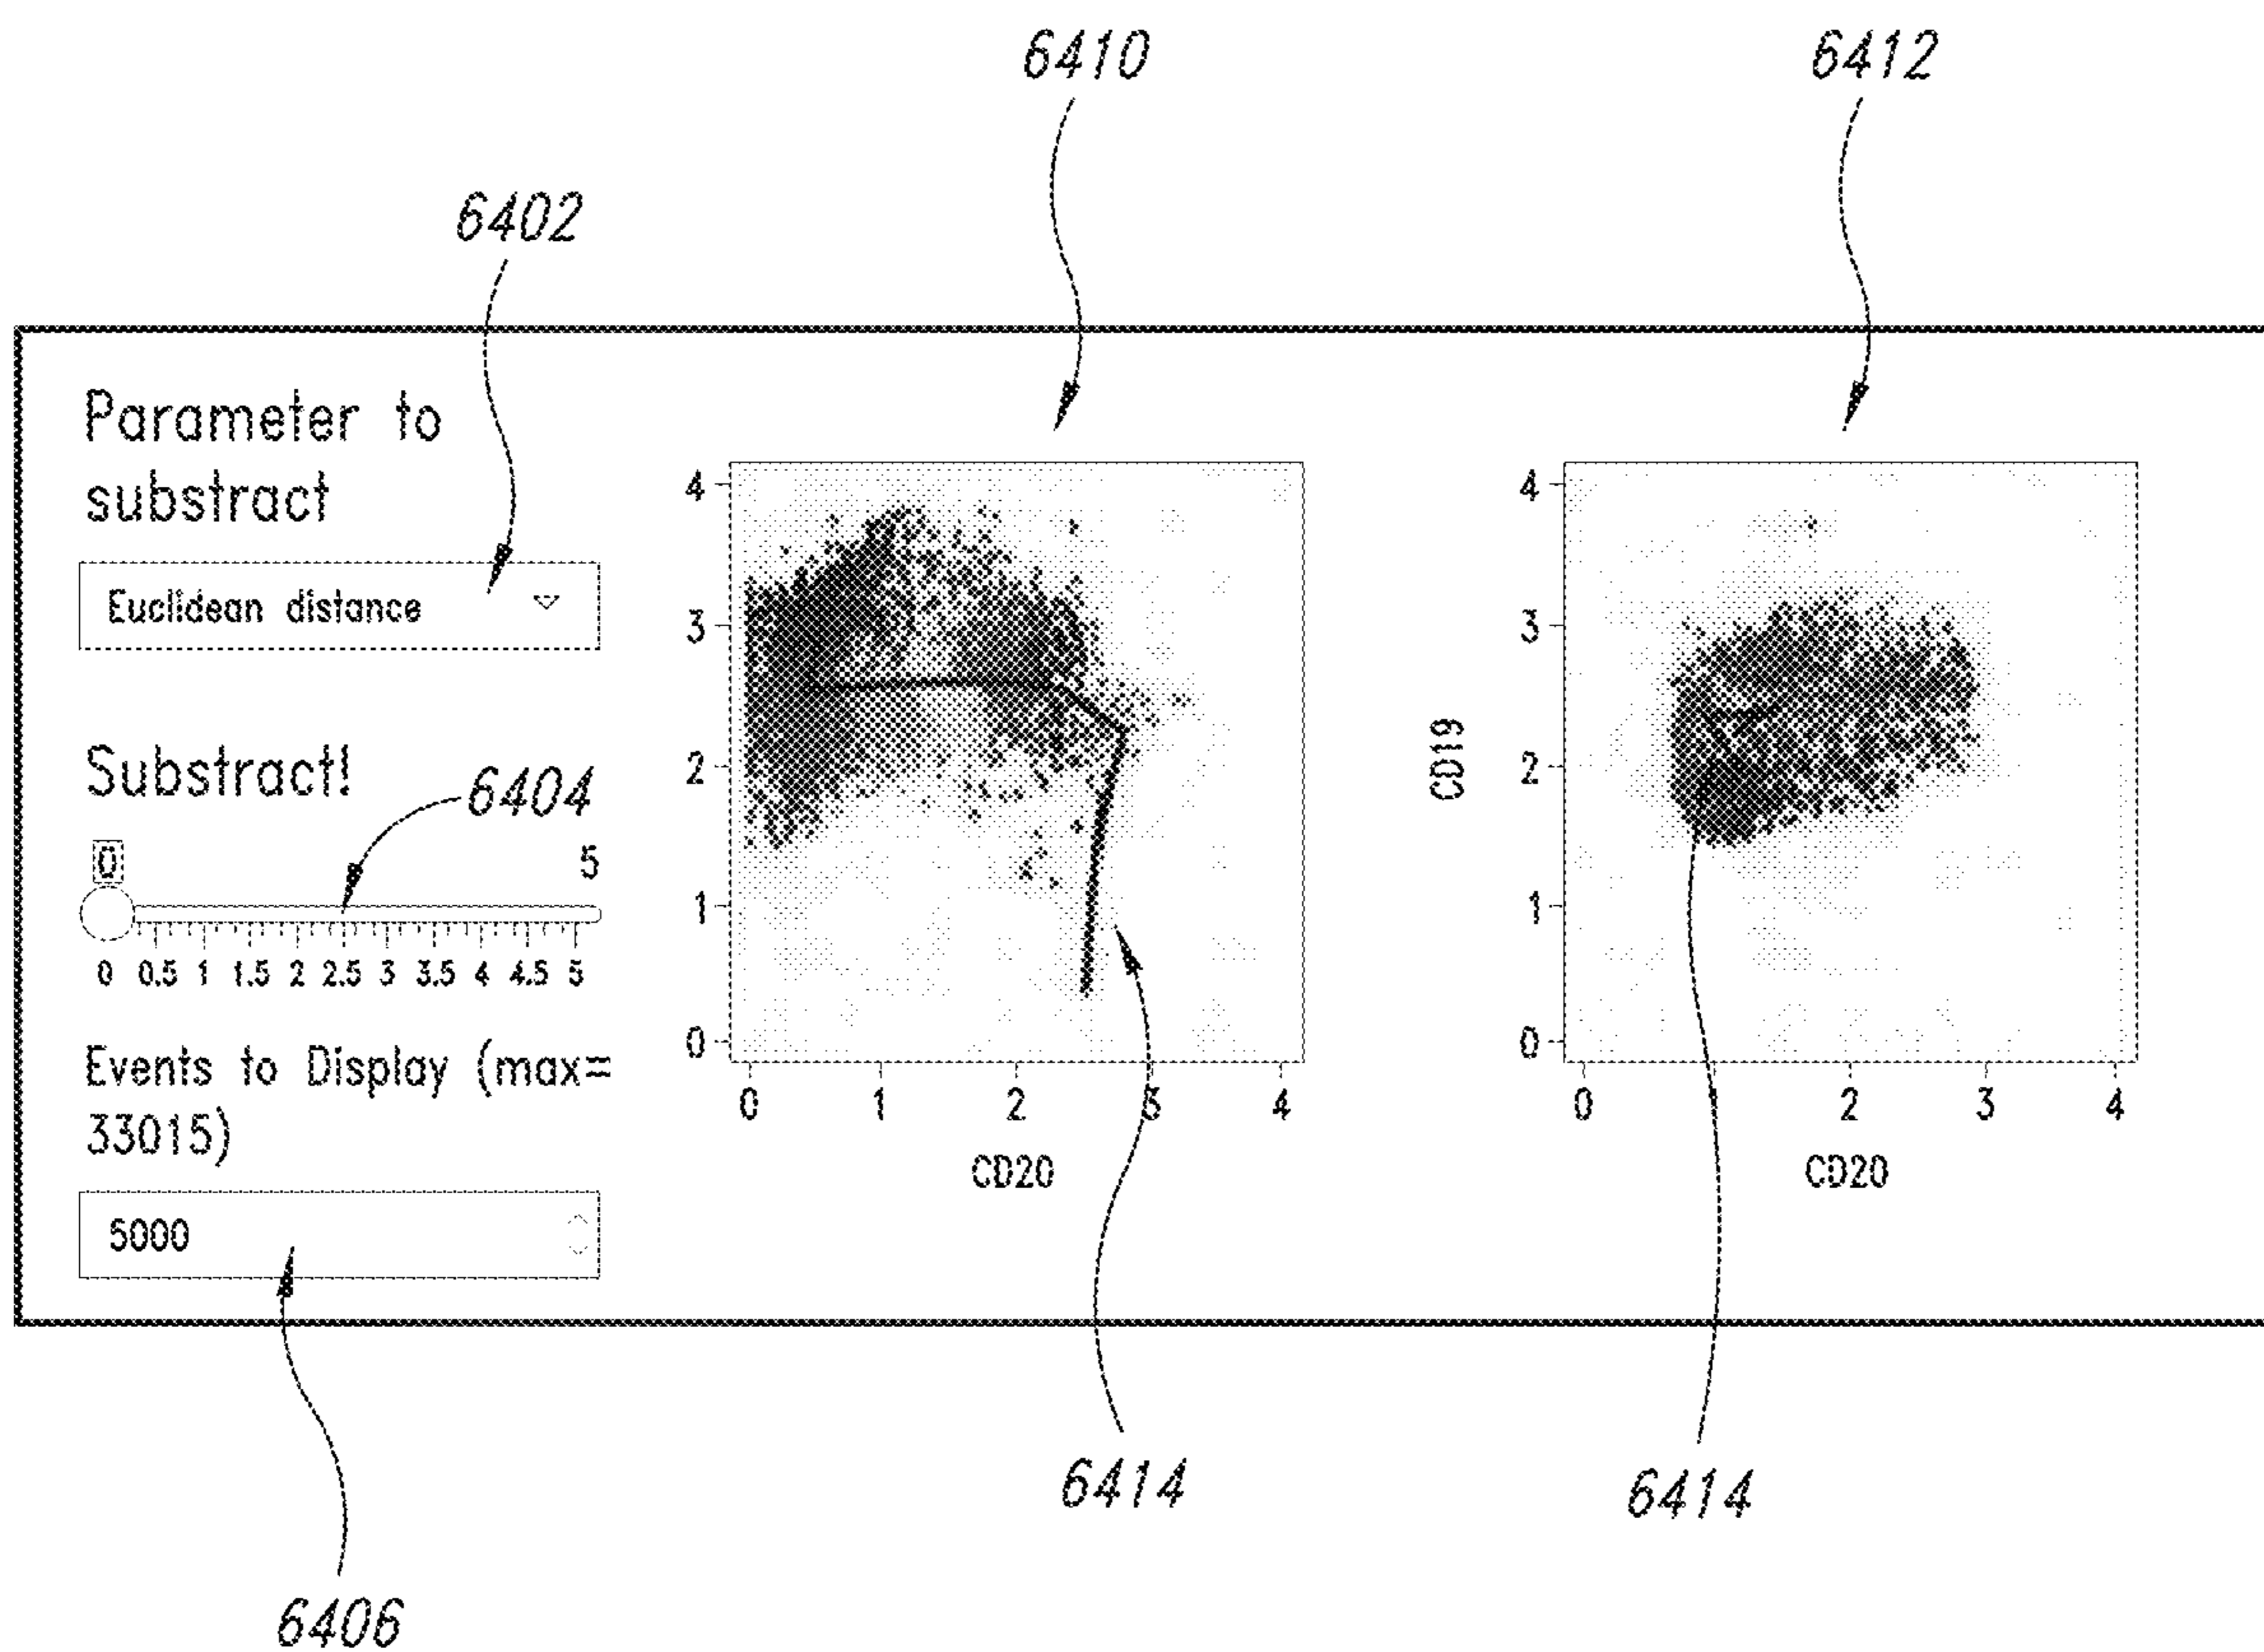 6410
6412
6402
Parameter to
substract
Euclidean distance
Substract!
6404
0 5
0 0.5 1 1.5 2 2.5 3 3.5 4 4.5 5
Events to Display (max=
33015)
5000
4
3
2
1
0
0 1 2 3 4
CD20
CD19
4
3
2
1
0
0 1 2 3 4
CD20
6414
6414
6406